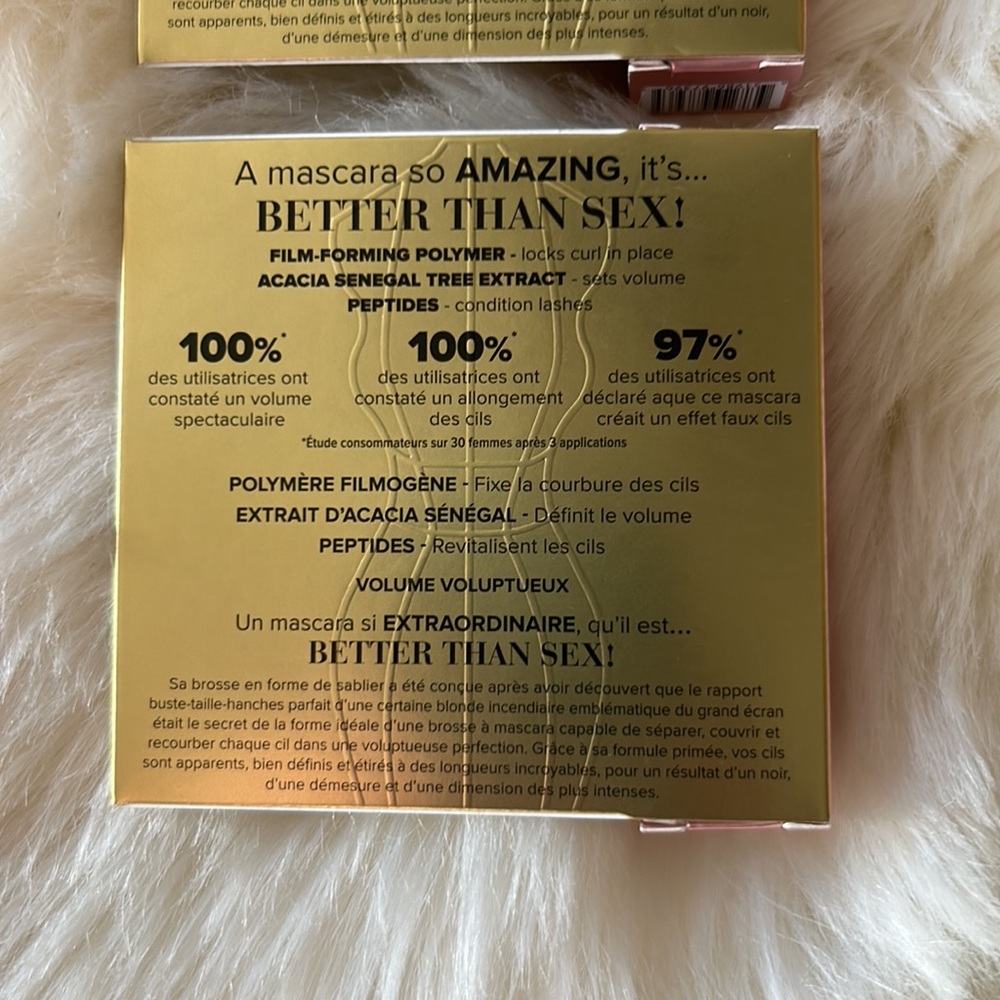 recourber chaque cil dans une voluptueuse perfection.
sont apparents, bien définis et étirés à des longueurs incroyables, pour un résultat d'un noir,
d'une démesure et d'une dimension des plus intenses.
A mascara so AMAZING, it's...
BETTER THAN SEX!
FILM-FORMING POLYMER - locks curl in place
ACACIA SENEGAL TREE EXTRACT - sets volume
PEPTIDES - condition lashes
100%* 100%* 97%*
des utilisatrices ont des utilisatrices ont des utilisatrices ont
constaté un volume constaté un allongement déclaré aque ce mascara
spectaculaire des cils créait un effet faux cils
*Étude consommateurs sur 30 femmes après 3 applications
POLYMÈRE FILMOGÈNE - Fixe la courbure des cils
EXTRAIT D'ACACIA SÉNÉGAL - Définit le volume
PEPTIDES - Revitalisent les cils
VOLUME VOLUPTUEUX
Un mascara si EXTRAORDINAIRE, qu'il est...
BETTER THAN SEX!
Sa brosse en forme de sablier a été conçue après avoir découvert que le rapport
buste-taille-hanches parfait d'une certaine blonde incendiaire emblématique du grand écran
était le secret de la forme idéale d'une brosse à mascara capable de séparer, couvrir et
recourber chaque cil dans une voluptueuse perfection. Grâce à sa formule primée, vos cils
sont apparents, bien définis et étirés à des longueurs incroyables, pour un résultat d'un noir,
d'une démesure et d'une dimension des plus intenses.